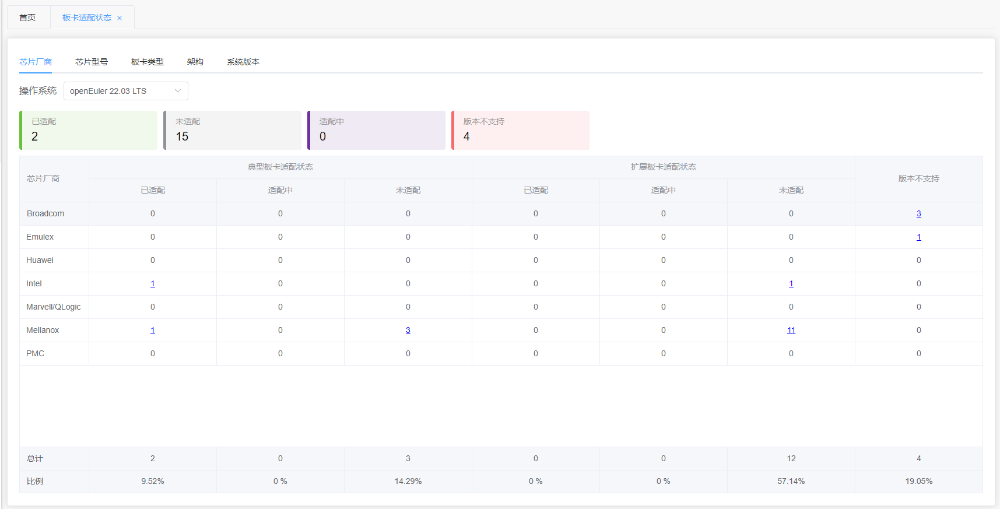 首页 板卡适配状态 ×
芯片厂商 芯片型号 板卡类型 架构 系统版本
操作系统 openEuler 22.03 LTS
已适配 未适配 适配中 版本不支持
2 15 0 4
芯片厂商 典型板卡适配状态 扩展板卡适配状态 版本不支持
已适配 适配中 未适配 已适配 适配中 未适配
Broadcom 0 0 0 0 0 0 3
Emulex 0 0 0 0 0 0 1
Huawei 0 0 0 0 0 0 0
Intel 1 0 0 0 0 1 0
Marvell/QLogic 0 0 0 0 0 0 0
Mellanox 1 0 3 0 0 11 0
PMC 0 0 0 0 0 0 0
总计 2 0 3 0 0 12 4
比例 9.52% 0 % 14.29% 0 % 0 % 57.14% 19.05%